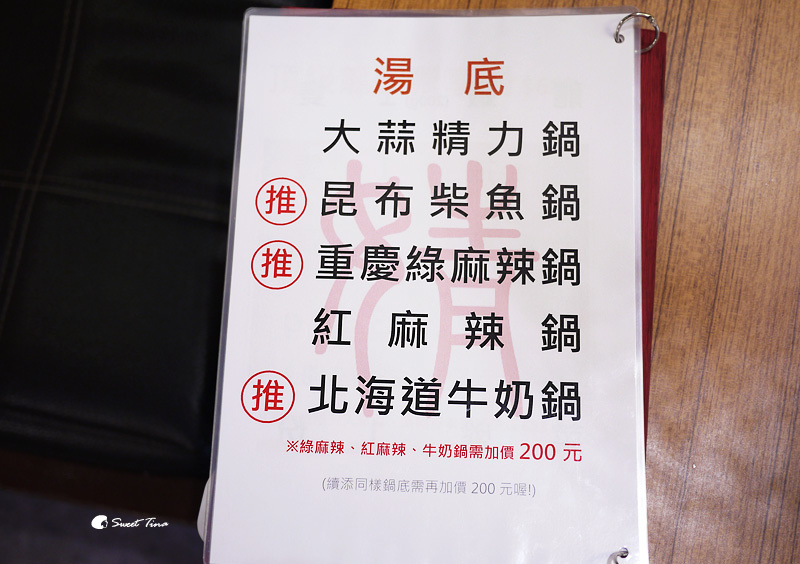 湯底
大蒜精力鍋
推 昆布柴魚鍋
推 重慶綠麻辣鍋
紅麻辣鍋
推 北海道牛奶鍋
※綠麻辣、紅麻辣、牛奶鍋需加價 200 元
(續添同樣鍋底需再加價 200 元喔!)
Sweet Tina